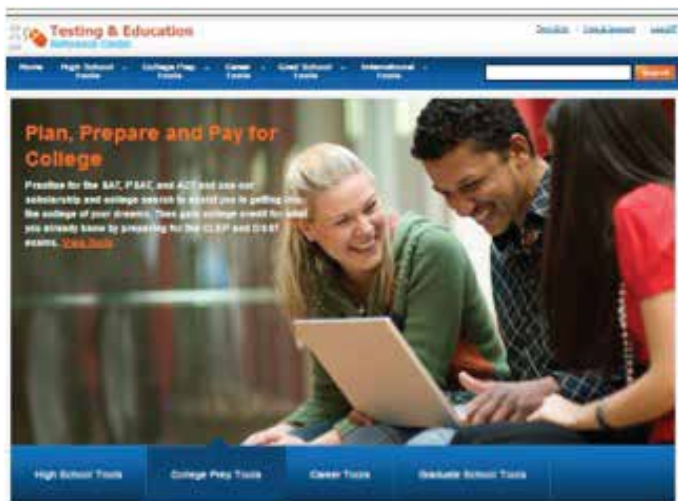 Testing & Education
Reference Center
Home High School College Prep Career Grad School International
Tools Tools Tools Tools Tools
Search
Plan, Prepare and Pay for
College
Practice for the SAT, PSAT, and ACT and use our
scholarship and college search to assist you in getting into
the college of your dreams. Then gain college credit for what
you already know by preparing for the CLEP and DSST
exams. View Tools
High School Tools College Prep Tools Career Tools Graduate School Tools